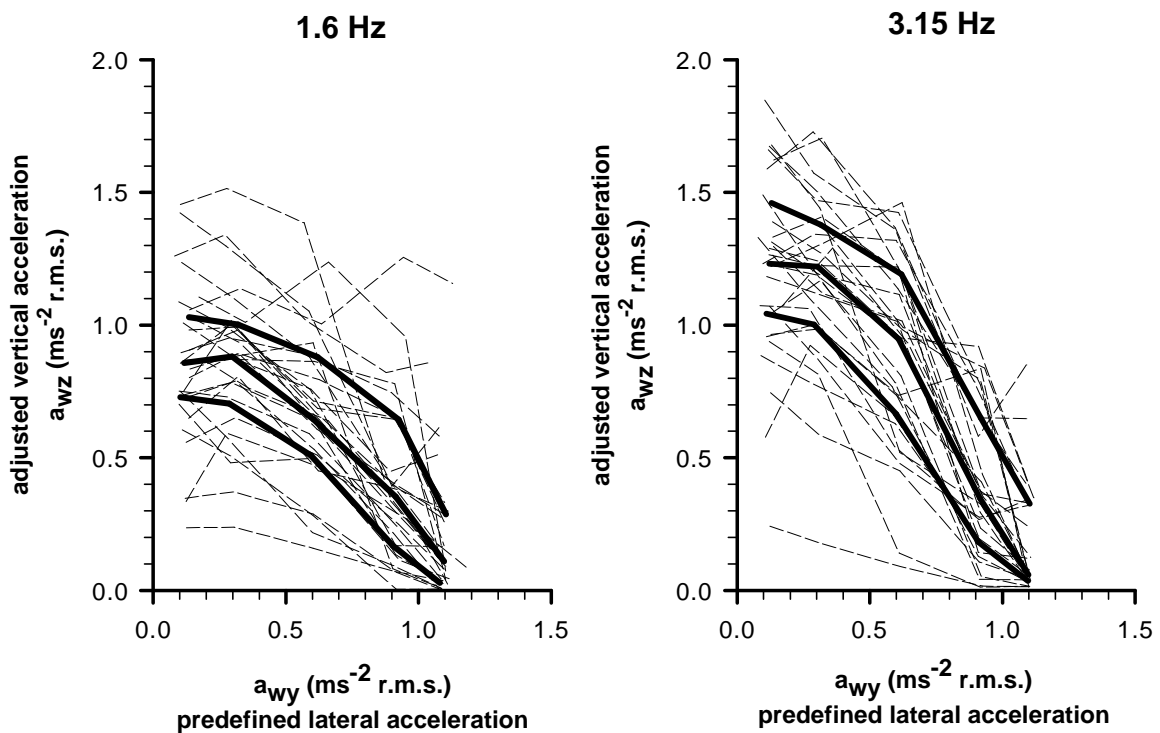 1.6 Hz
2.0
1.5
1.0
0.5
0.0
0.0 0.5 1.0 1.5
adjusted vertical acceleration
awz (ms-2 r.m.s.)
awy (ms-2 r.m.s.)
predefined lateral acceleration
3.15 Hz
2.0
1.5
1.0
0.5
0.0
0.0 0.5 1.0 1.5
adjusted vertical acceleration
awz (ms-2 r.m.s.)
awy (ms-2 r.m.s.)
predefined lateral acceleration